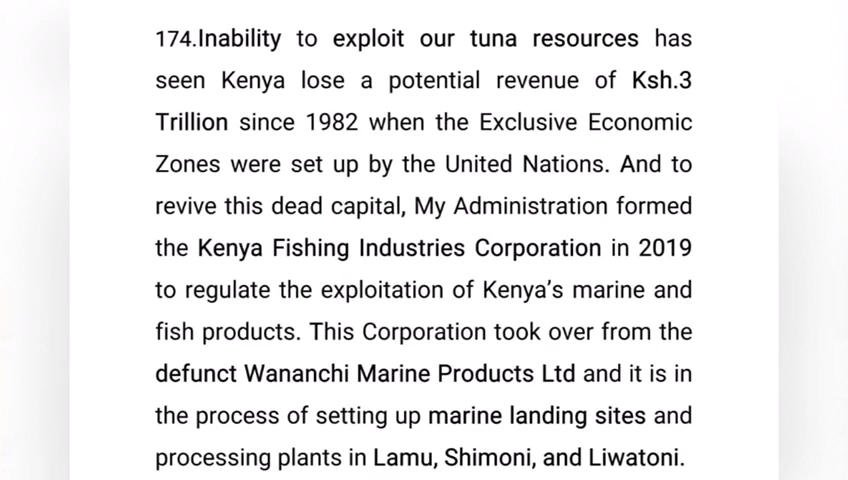 174.Inability to exploit our tuna resources has
seen Kenya lose a potential revenue of Ksh.3
Trillion since 1982 when the Exclusive Economic
Zones were set up by the United Nations. And to
revive this dead capital, My Administration formed
the Kenya Fishing Industries Corporation in 2019
to regulate the exploitation of Kenya’s marine and
fish products. This Corporation took over from the
defunct Wananchi Marine Products Ltd and it is in
the process of setting up marine landing sites and
processing plants in Lamu, Shimoni, and Liwatoni.